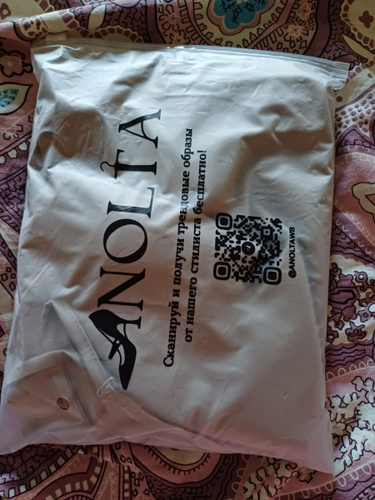 ANOLTA
Сканируй и получи трендовые образы
от нашего стилиста бесплатно!
@ANOLTAWB